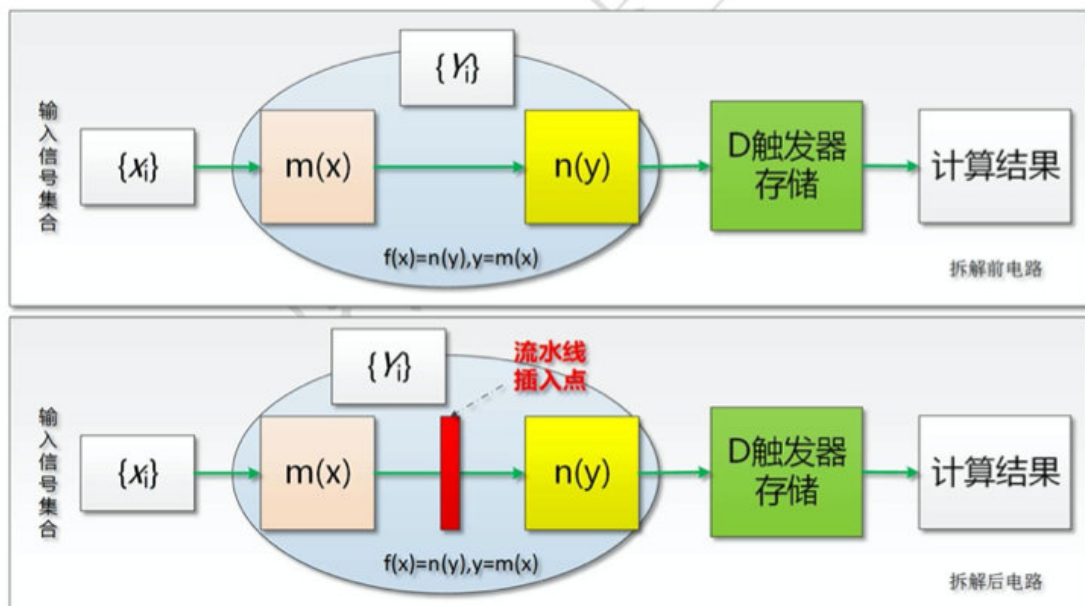 输入信号集合
{xᵢ}
m(x)
{Yᵢ}
n(y)
f(x)=n(y),y=m(x)
D触发器
存储
计算结果
拆解前电路
输入信号集合
{xᵢ}
m(x)
{Yᵢ}
流水线
插入点
n(y)
f(x)=n(y),y=m(x)
D触发器
存储
计算结果
拆解后电路